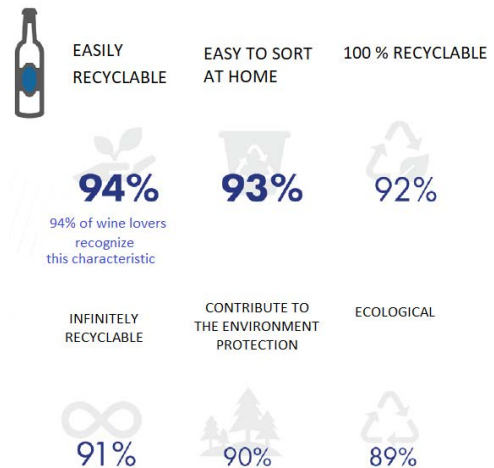 EASILY
RECYCLABLE
EASY TO SORT
AT HOME
100 % RECYCLABLE
94%
94% of wine lovers
recognize
this characteristic
93%
92%
INFINITELY
RECYCLABLE
CONTRIBUTE TO
THE ENVIRONMENT
PROTECTION
ECOLOGICAL
91%
90%
89%